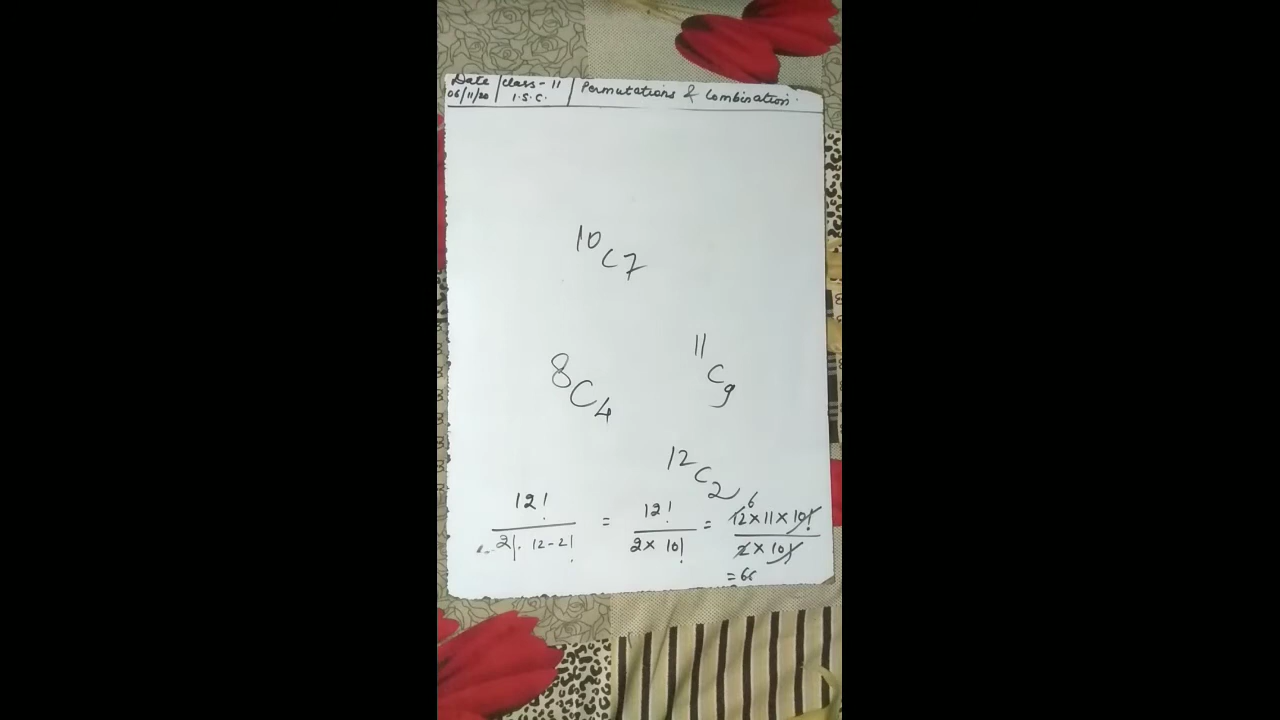 Date | Class - 11 | Permutations & Combination.
06/11/20 | I.S.C.
¹⁰C₇
¹¹C₉
⁸C₄
¹²C₂
12! / 2!. 12-2! = 12! / 2 × 10! = 6 12 × 11 × 10! / 2 × 10!
= 66